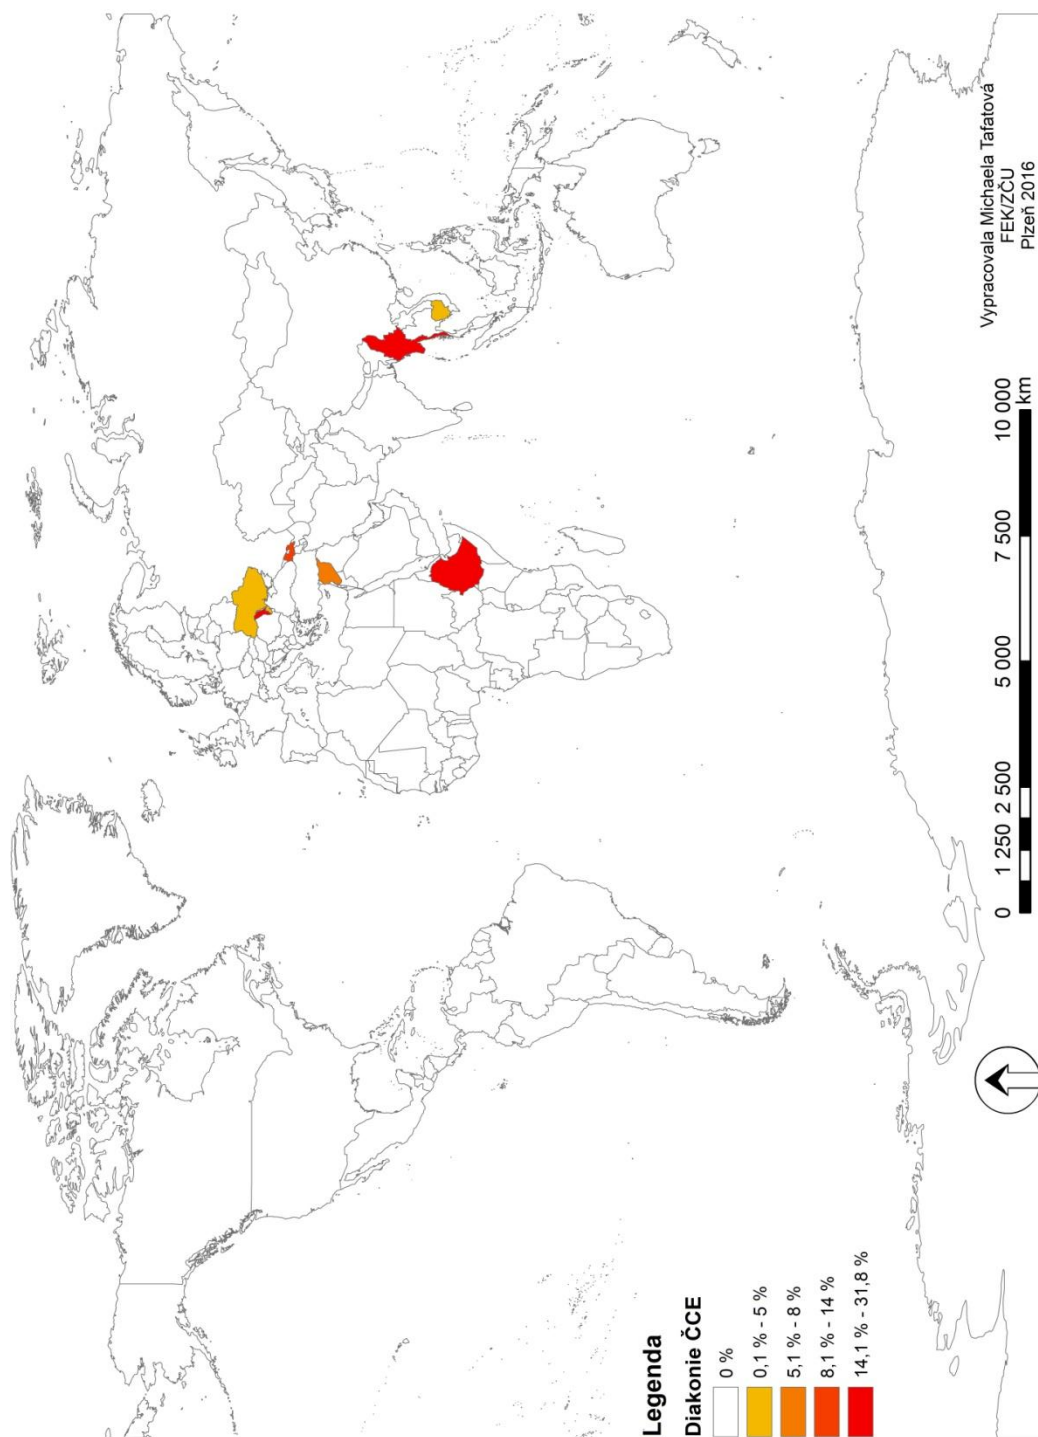 Legenda
Diakonie ČCE
0 %
0,1 % - 5 %
5,1 % - 8 %
8,1 % - 14 %
14,1 % - 31,8 %
0 1 250 2 500 5 000 7 500 10 000
km
Vypracovala Michaela Tafatová
FEK/ZČU
Plzeň 2016